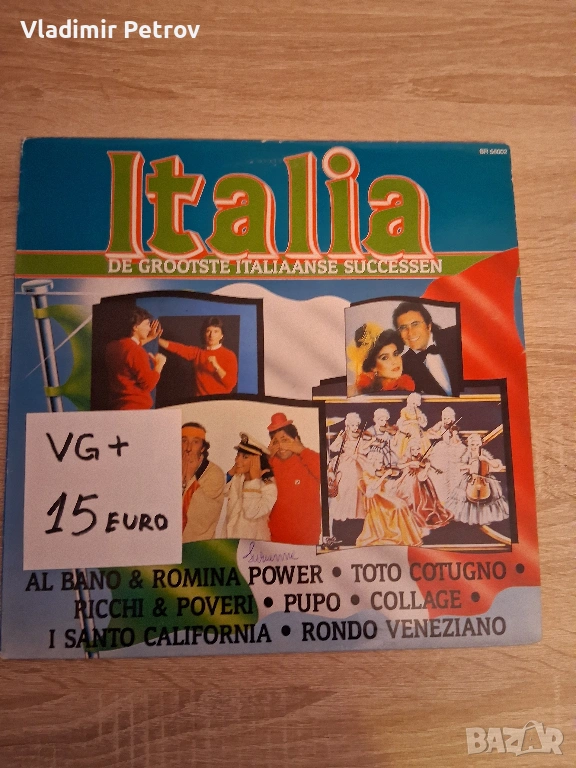 Vladimir Petrov
BR 56002
Italia
DE GROOTSTE ITALIAANSE SUCCESSEN
VG+
15 EURO
AL BANO & ROMINA POWER • TOTO COTUGNO •
RICCHI & POVERI • PUPO • COLLAGE •
I SANTO CALIFORNIA • RONDO VENEZIANO
BAZAR